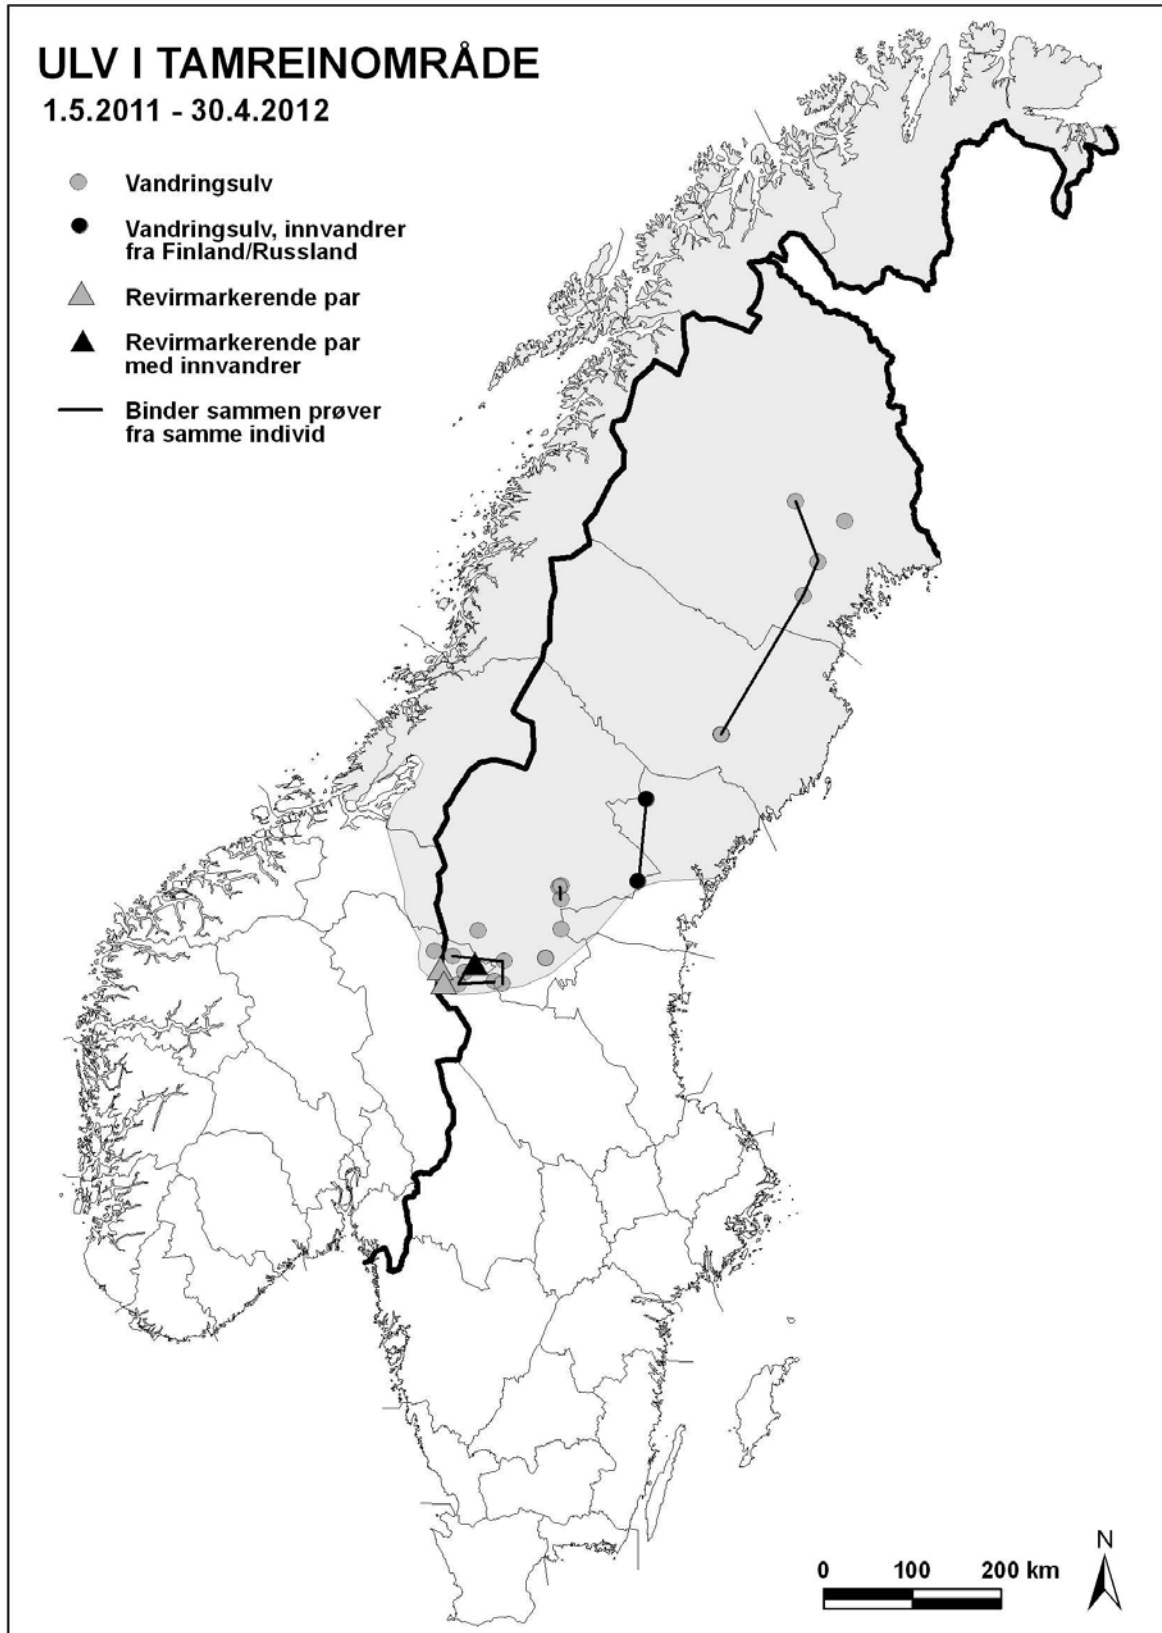 ULV I TAMREINOMRÅDE
1.5.2011 - 30.4.2012
Vandringsulv
Vandringsulv, innvandrer
fra Finland/Russland
Revirmarkerende par
Revirmarkerende par
med innvandrer
Binder sammen prøver
fra samme individ
N
0 100 200 km